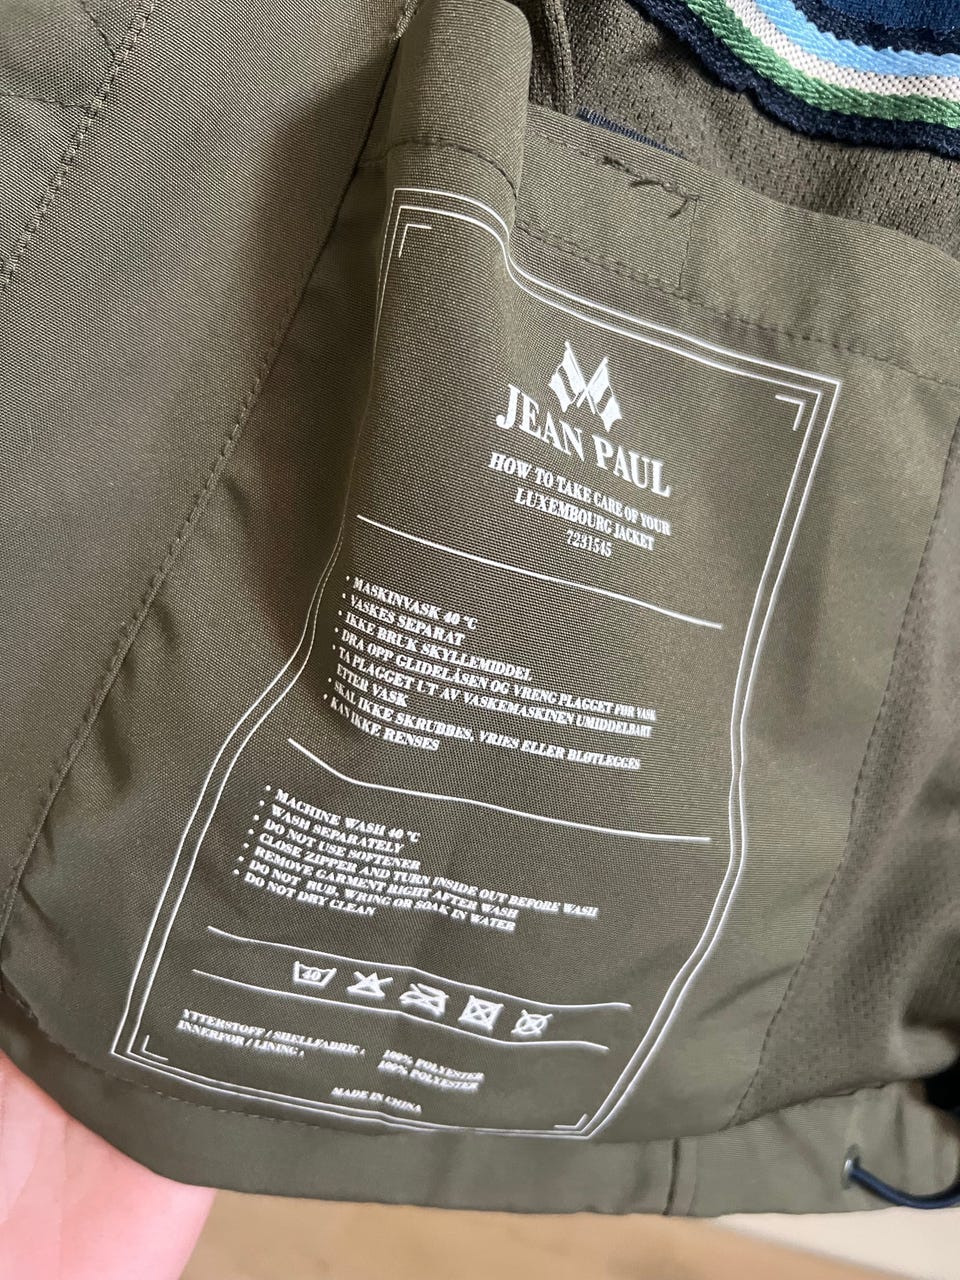 JEAN PAUL
HOW TO TAKE CARE OF YOUR
LUXEMBOURG JACKET
7231545
• MASKINVASK 40 °C
• VASKES SEPARAT
• IKKE BRUK SKYLLEMIDDEL
• DRA OPP GLIDELÅSEN OG VRENG PLAGGET FØR VASK
• TA PLAGGET UT AV VASKEMASKINEN UMIDDELBART
ETTER VASK
• SKAL IKKE SKRUBBES, VRIES ELLER BLØTLEGGES
• KAN IKKE RENSES
• MACHINE WASH 40 °C
• WASH SEPARATELY
• DO NOT USE SOFTENER
• CLOSE ZIPPER AND TURN INSIDE OUT BEFORE WASH
• REMOVE GARMENT RIGHT AFTER WASH
• DO NOT RUB, WRING OR SOAK IN WATER
• DO NOT DRY CLEAN
40
YTTERSTOFF / SHELLFABRIC: 100% POLYESTER
INNERFOR / LINING: 100% POLYESTER
MADE IN CHINA